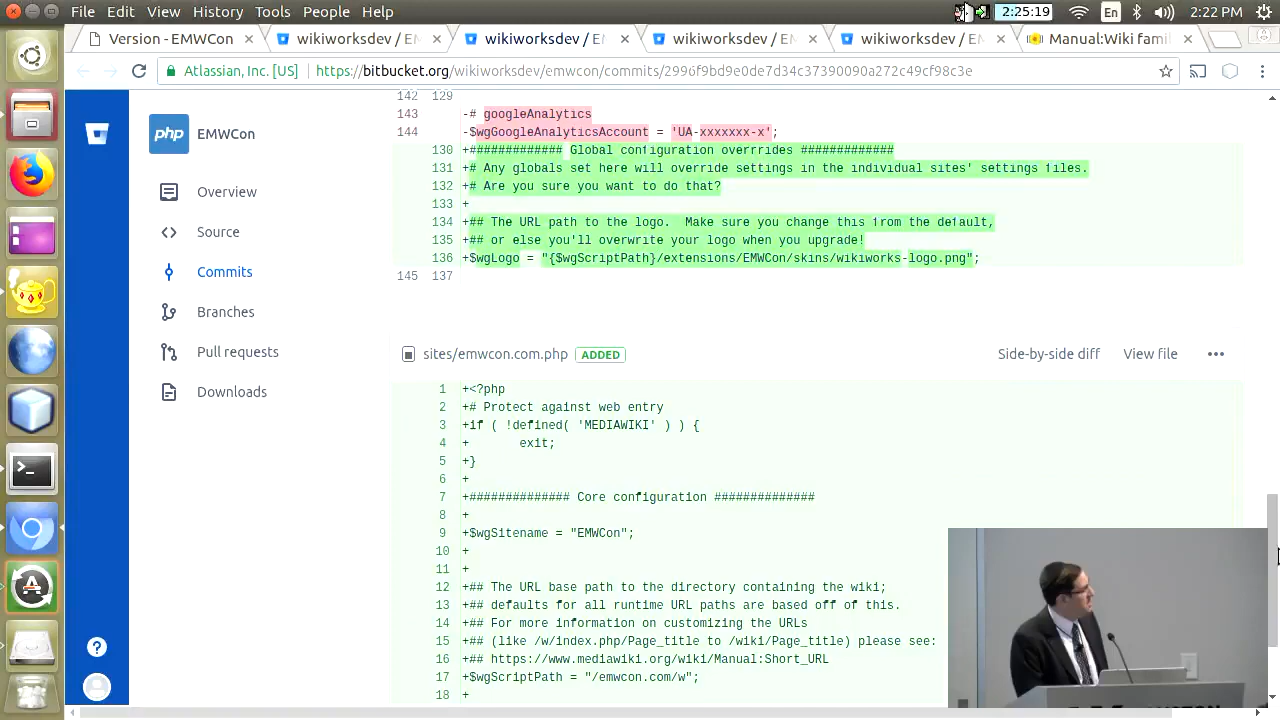 File Edit View History Tools People Help
2:25:19 En 2:22 PM
Version - EMWCon × wikiworksdev / E × wikiworksdev / E × wikiworksdev / E × wikiworksdev / E × Manual:Wiki famil ×
Atlassian, Inc. [US] https://bitbucket.org/wikiworksdev/emwcon/commits/2996f9bd9e0de7d34c37390090a272c49cf98c3e
php EMWCon
Overview
Source
Commits
Branches
Pull requests
Downloads
142 129
143 -# googleAnalytics
144 -$wgGoogleAnalyticsAccount = 'UA-xxxxxxx-x';
130 +############# Global configuration overrrides #############
131 +# Any globals set here will override settings in the individual sites' settings files.
132 +# Are you sure you want to do that?
133 +
134 +## The URL path to the logo.  Make sure you change this from the default,
135 +## or else you'll overwrite your logo when you upgrade!
136 +$wgLogo = "{$wgScriptPath}/extensions/EMWCon/skins/wikiworks-logo.png";
145 137
sites/emwcon.com.php ADDED Side-by-side diff View file •••
1 +<?php
2 +# Protect against web entry
3 +if ( !defined( 'MEDIAWIKI' ) ) {
4 + exit;
5 +}
6 +
7 +############## Core configuration ##############
8 +
9 +$wgSitename = "EMWCon";
10 +
11 +
12 +## The URL base path to the directory containing the wiki;
13 +## defaults for all runtime URL paths are based off of this.
14 +## For more information on customizing the URLs
15 +## (like /w/index.php/Page_title to /wiki/Page_title) please see:
16 +## https://www.mediawiki.org/wiki/Manual:Short_URL
17 +$wgScriptPath = "/emwcon.com/w";
18 +